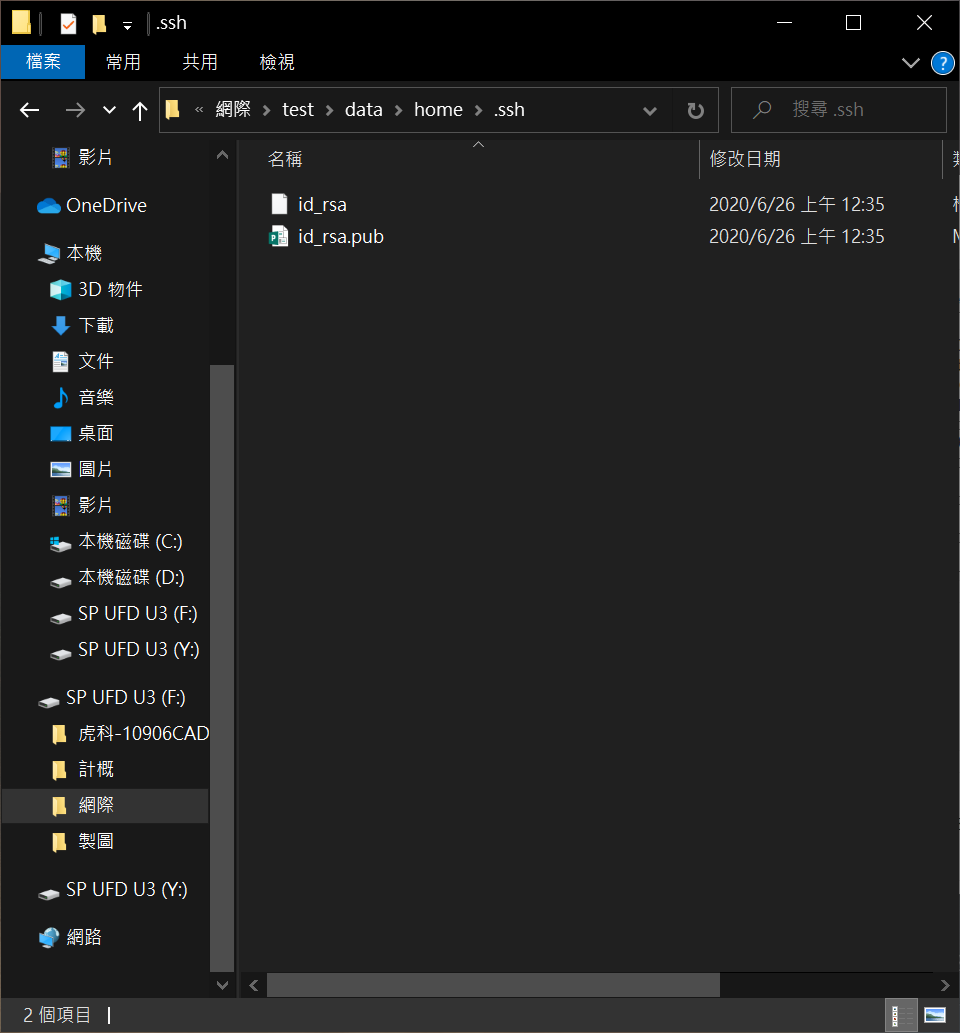 .ssh
檔案 常用 共用 檢視 ?
« 網際 > test > data > home > .ssh
搜尋 .ssh
名稱 修改日期
id_rsa 2020/6/26 上午 12:35
id_rsa.pub 2020/6/26 上午 12:35
影片
OneDrive
本機
3D 物件
下載
文件
音樂
桌面
圖片
影片
本機磁碟 (C:)
本機磁碟 (D:)
SP UFD U3 (F:)
SP UFD U3 (Y:)
SP UFD U3 (F:)
虎科-10906CAD
計概
網際
製圖
SP UFD U3 (Y:)
網路
2 個項目